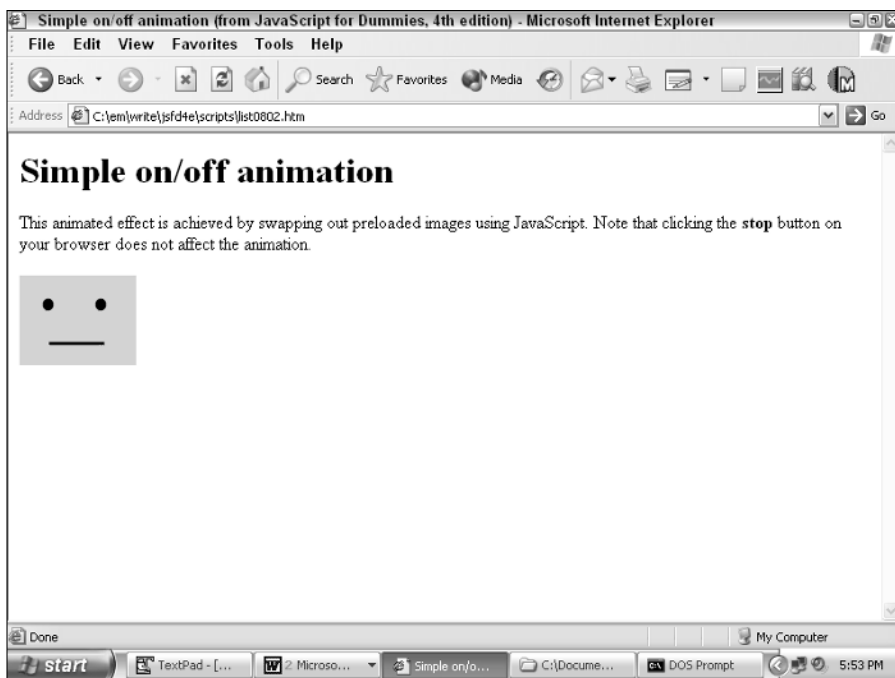 Simple on/off animation (from JavaScript for Dummies, 4th edition) - Microsoft Internet Explorer
File Edit View Favorites Tools Help
Back Search Favorites Media
Address C:\em\write\jsfd4e\scripts\list0802.htm Go
Simple on/off animation
This animated effect is achieved by swapping out preloaded images using JavaScript. Note that clicking the stop button on
your browser does not affect the animation.
Done My Computer
start TextPad - [... W 2 Microso... Simple on/o... C:\Docume... DOS Prompt 5:53 PM